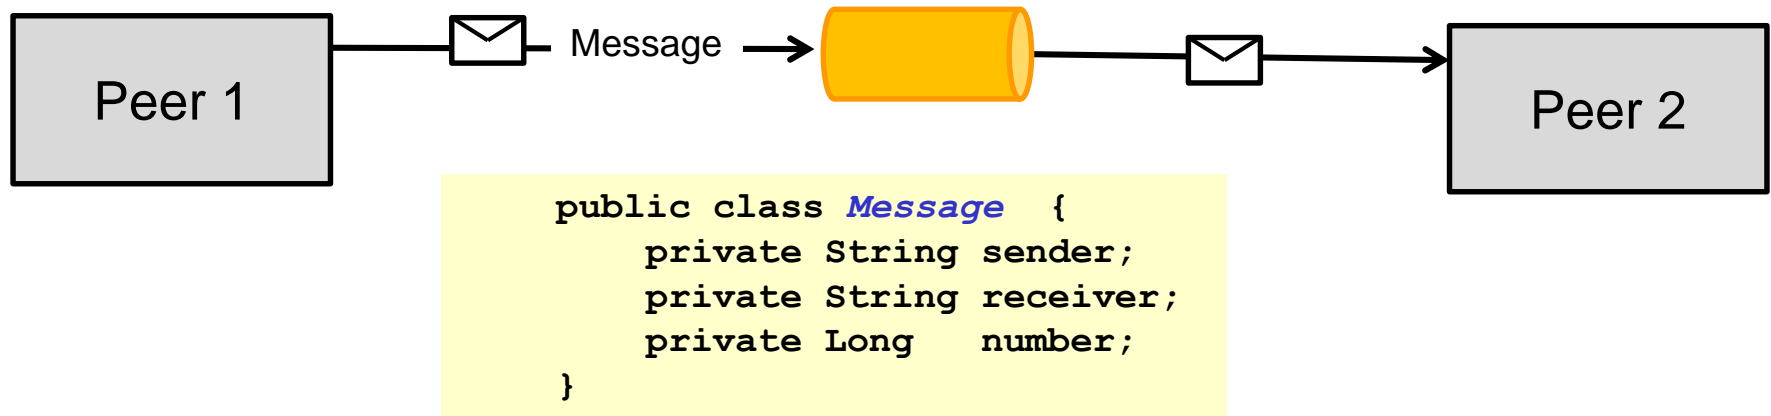 Peer 1
Message
Peer 2
public class Message {
private String sender;
private String receiver;
private Long number;
}